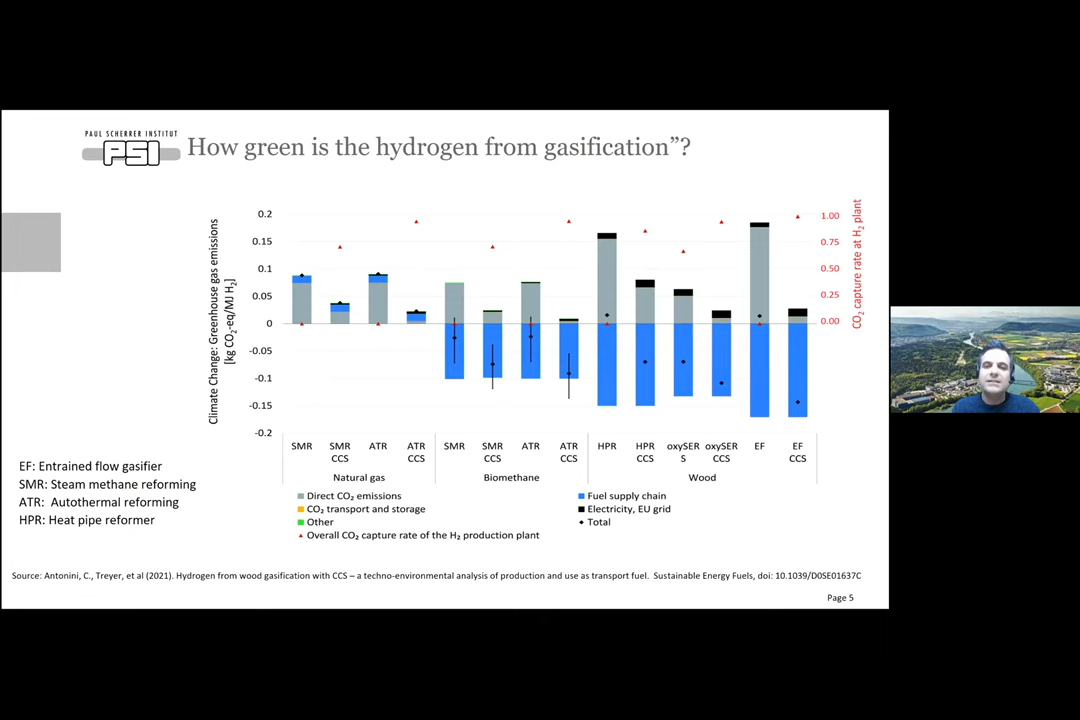 PAUL SCHERRER INSTITUT
PSI
How green is the hydrogen from gasification”?
Climate Change: Greenhouse gas emissions
[kg CO₂-eq/MJ H₂]
0.2
0.15
0.1
0.05
0
-0.05
-0.1
-0.15
-0.2
1.00
0.75
0.50
0.25
0.00
CO₂ capture rate at H₂ plant
SMR
SMR CCS
ATR
ATR CCS
SMR
SMR CCS
ATR
ATR CCS
HPR
HPR CCS
oxySER S
oxySER CCS
EF
EF CCS
Natural gas
Biomethane
Wood
Direct CO₂ emissions
Fuel supply chain
CO₂ transport and storage
Electricity, EU grid
Other
Total
Overall CO₂ capture rate of the H₂ production plant
EF: Entrained flow gasifier
SMR: Steam methane reforming
ATR: Autothermal reforming
HPR: Heat pipe reformer
Source: Antonini, C., Treyer, et al (2021). Hydrogen from wood gasification with CCS – a techno-environmental analysis of production and use as transport fuel. Sustainable Energy Fuels, doi: 10.1039/D0SE01637C
Page 5